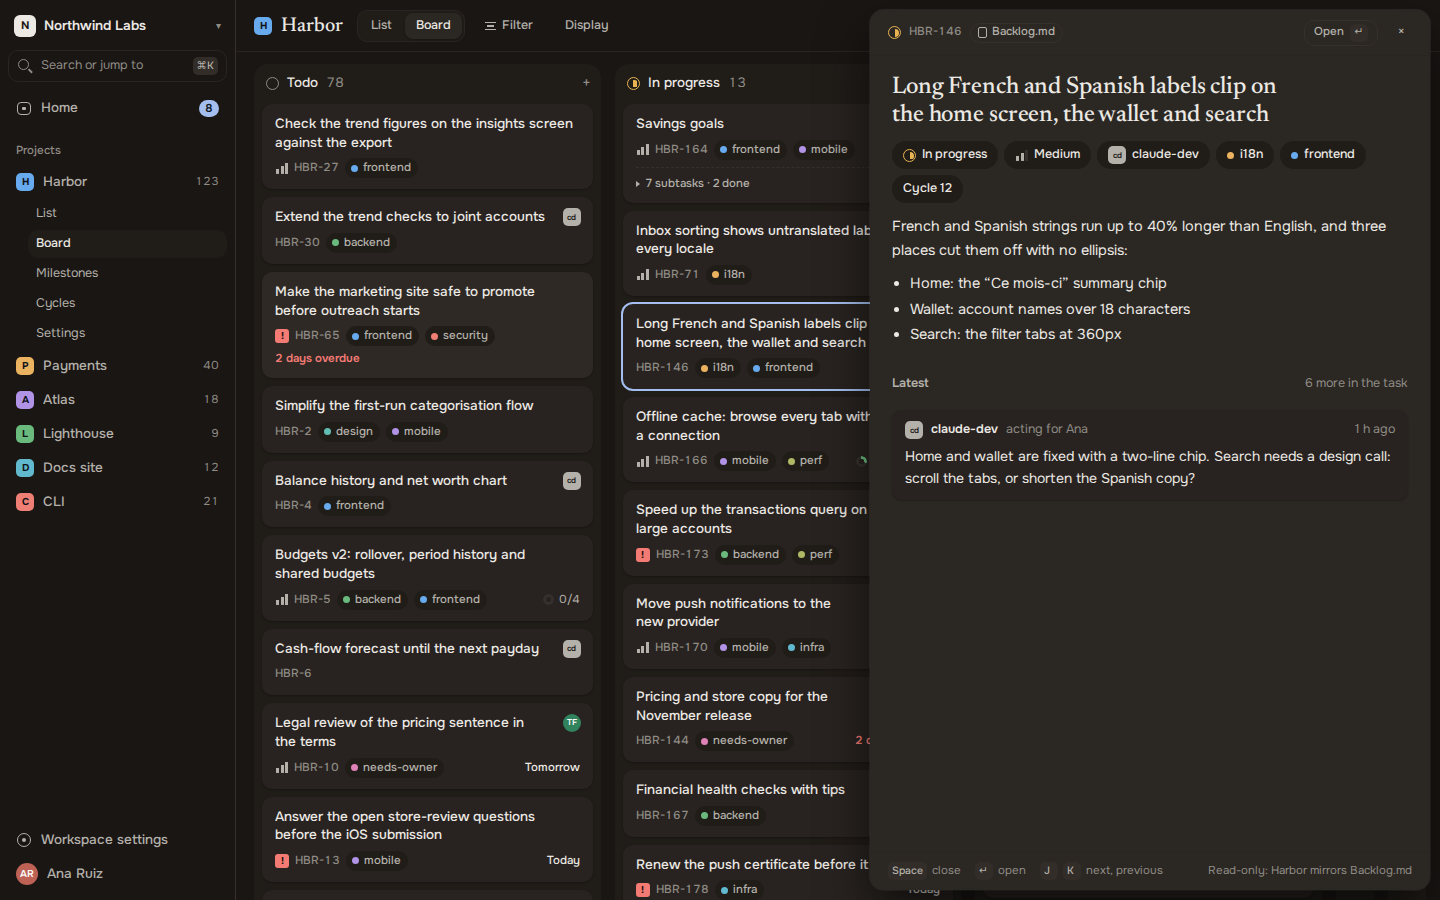 N Northwind Labs
Search or jump to ⌘K
Home 8
Projects
H Harbor 123
List
Board
Milestones
Cycles
Settings
P Payments 40
A Atlas 18
L Lighthouse 9
D Docs site 12
C CLI 21
Workspace settings
AR Ana Ruiz
H Harbor List Board Filter Display
Todo 78 +
Check the trend figures on the insights screen
against the export
HBR-27 frontend
Extend the trend checks to joint accounts cd
HBR-30 backend
Make the marketing site safe to promote
before outreach starts
! HBR-65 frontend security
2 days overdue
Simplify the first-run categorisation flow
HBR-2 design mobile
Balance history and net worth chart cd
HBR-4 frontend
Budgets v2: rollover, period history and
shared budgets
HBR-5 backend frontend 0/4
Cash-flow forecast until the next payday cd
HBR-6
Legal review of the pricing sentence in TF
the terms
HBR-10 needs-owner Tomorrow
Answer the open store-review questions
before the iOS submission
! HBR-13 mobile Today
In progress 13
Savings goals
HBR-164 frontend mobile
7 subtasks · 2 done
Inbox sorting shows untranslated lab
every locale
HBR-71 i18n
Long French and Spanish labels clip
home screen, the wallet and search
HBR-146 i18n frontend
Offline cache: browse every tab with
a connection
HBR-166 mobile perf
Speed up the transactions query on
large accounts
! HBR-173 backend perf
Move push notifications to the
new provider
HBR-170 mobile infra
Pricing and store copy for the
November release
HBR-144 needs-owner 2
Financial health checks with tips
HBR-167 backend
Renew the push certificate before it
! HBR-178 infra Today
HBR-146 Backlog.md Open ↵ ×
Long French and Spanish labels clip on
the home screen, the wallet and search
In progress Medium cd claude-dev i18n frontend
Cycle 12
French and Spanish strings run up to 40% longer than English, and three
places cut them off with no ellipsis:
• Home: the “Ce mois-ci” summary chip
• Wallet: account names over 18 characters
• Search: the filter tabs at 360px
Latest 6 more in the task
cd claude-dev acting for Ana 1 h ago
Home and wallet are fixed with a two-line chip. Search needs a design call:
scroll the tabs, or shorten the Spanish copy?
Space close ↵ open J K next, previous Read-only: Harbor mirrors Backlog.md